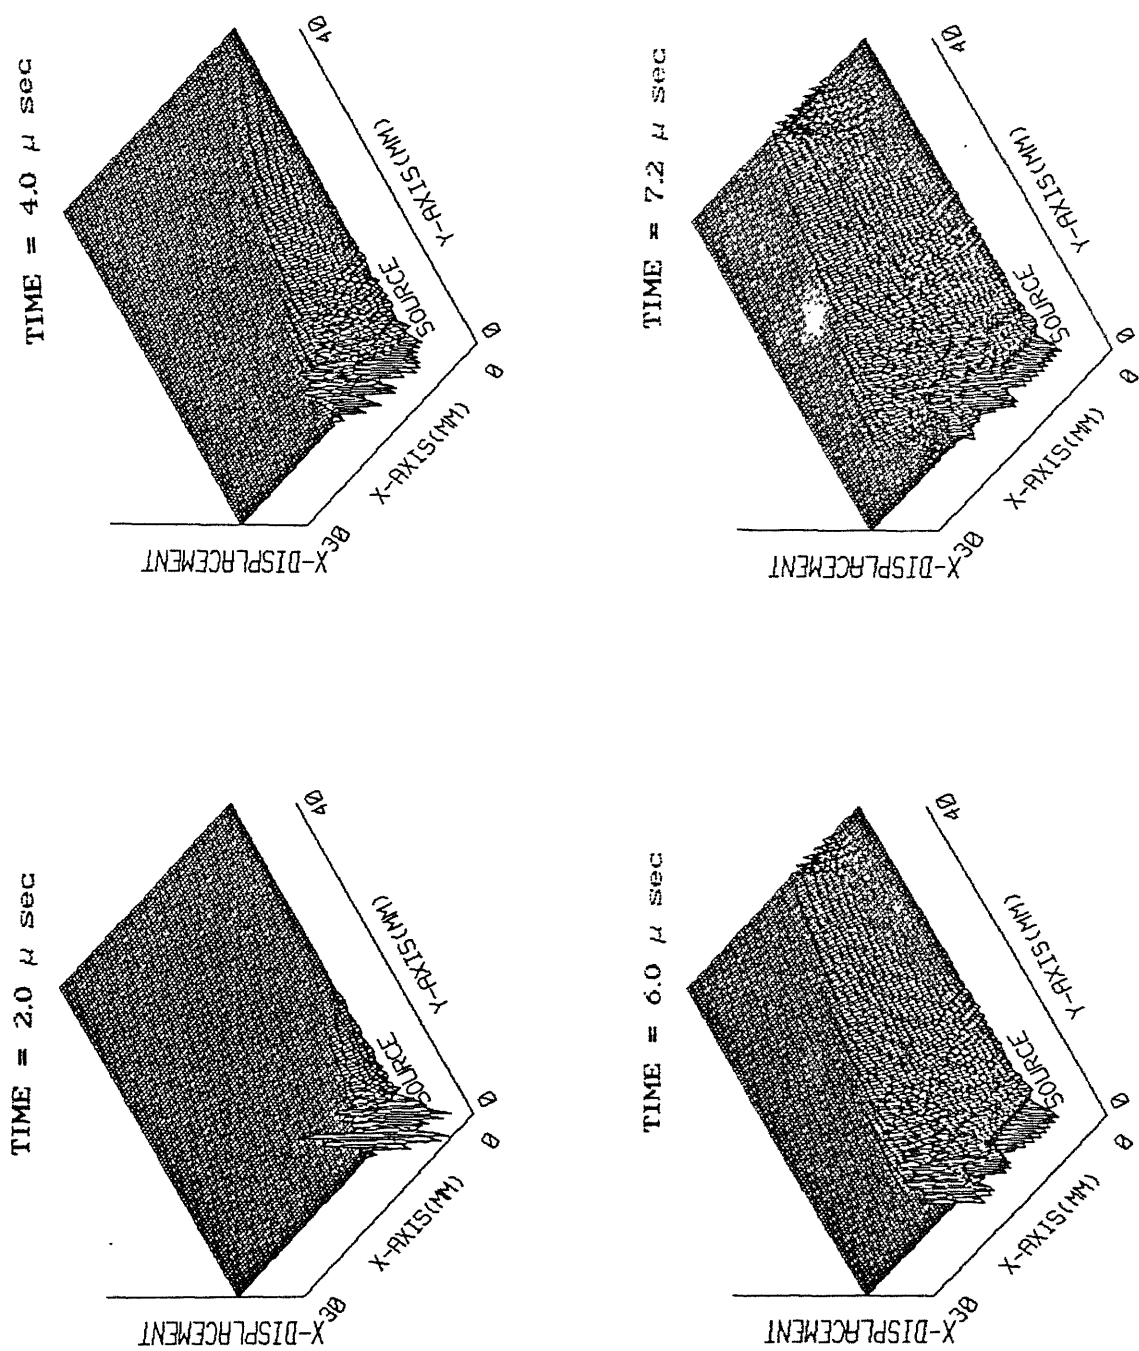 TIME = 4.0 μ sec
X-DISPLACEMENT
30
X-AXIS(MM)
0
0
SOURCE
Y-AXIS(MM)
40
TIME = 7.2 μ sec
X-DISPLACEMENT
30
X-AXIS(MM)
0
0
SOURCE
Y-AXIS(MM)
40
TIME = 2.0 μ sec
X-DISPLACEMENT
30
X-AXIS(MM)
0
0
SOURCE
Y-AXIS(MM)
40
TIME = 6.0 μ sec
X-DISPLACEMENT
30
X-AXIS(MM)
0
0
SOURCE
Y-AXIS(MM)
40